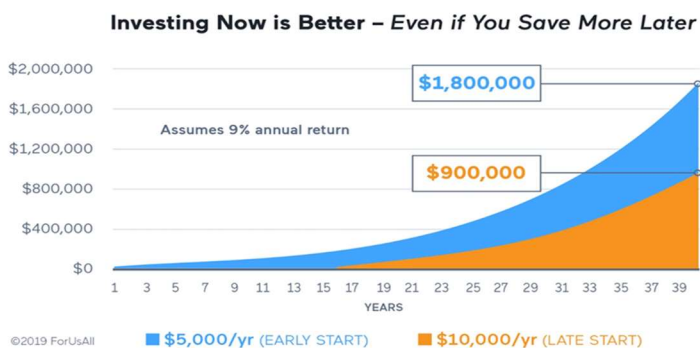 Investing Now is Better – Even if You Save More Later
$2,000,000
$1,800,000
$1,600,000
Assumes 9% annual return
$1,200,000
$900,000
$800,000
$400,000
$0
1 3 5 7 9 11 13 15 17 19 21 23 25 27 29 31 33 35 37 39
YEARS
©2019 ForUsAll
$5,000/yr (EARLY START)
$10,000/yr (LATE START)